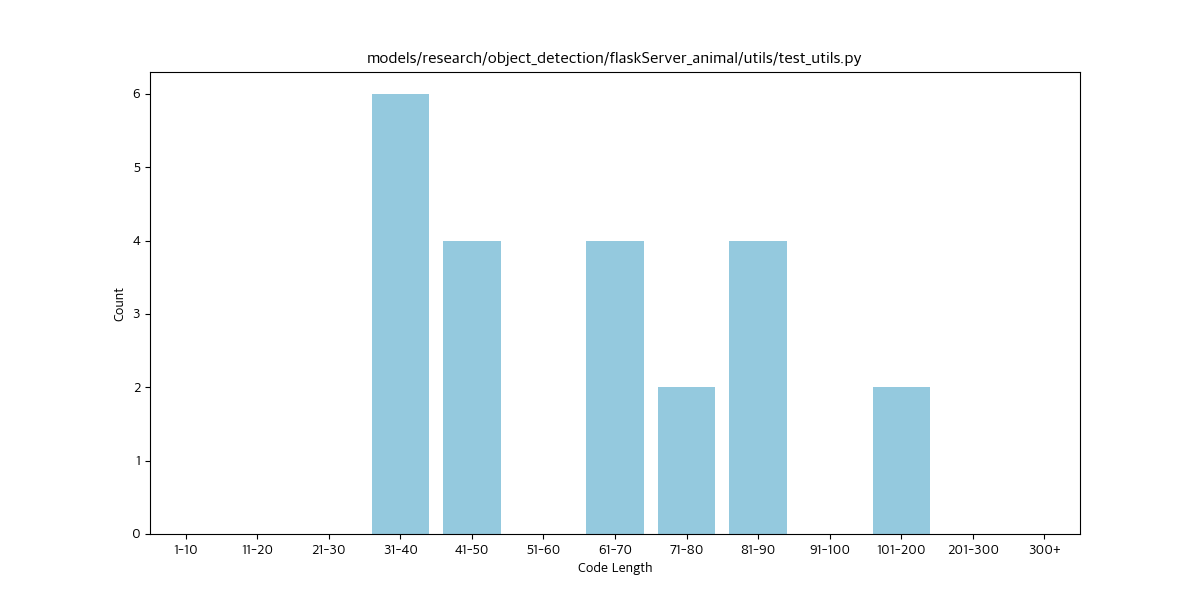 models/research/object_detection/flaskServer_animal/utils/test_utils.py
6
5
4
3
2
1
0
Count
1-10 11-20 21-30 31-40 41-50 51-60 61-70 71-80 81-90 91-100 101-200 201-300 300+
Code Length